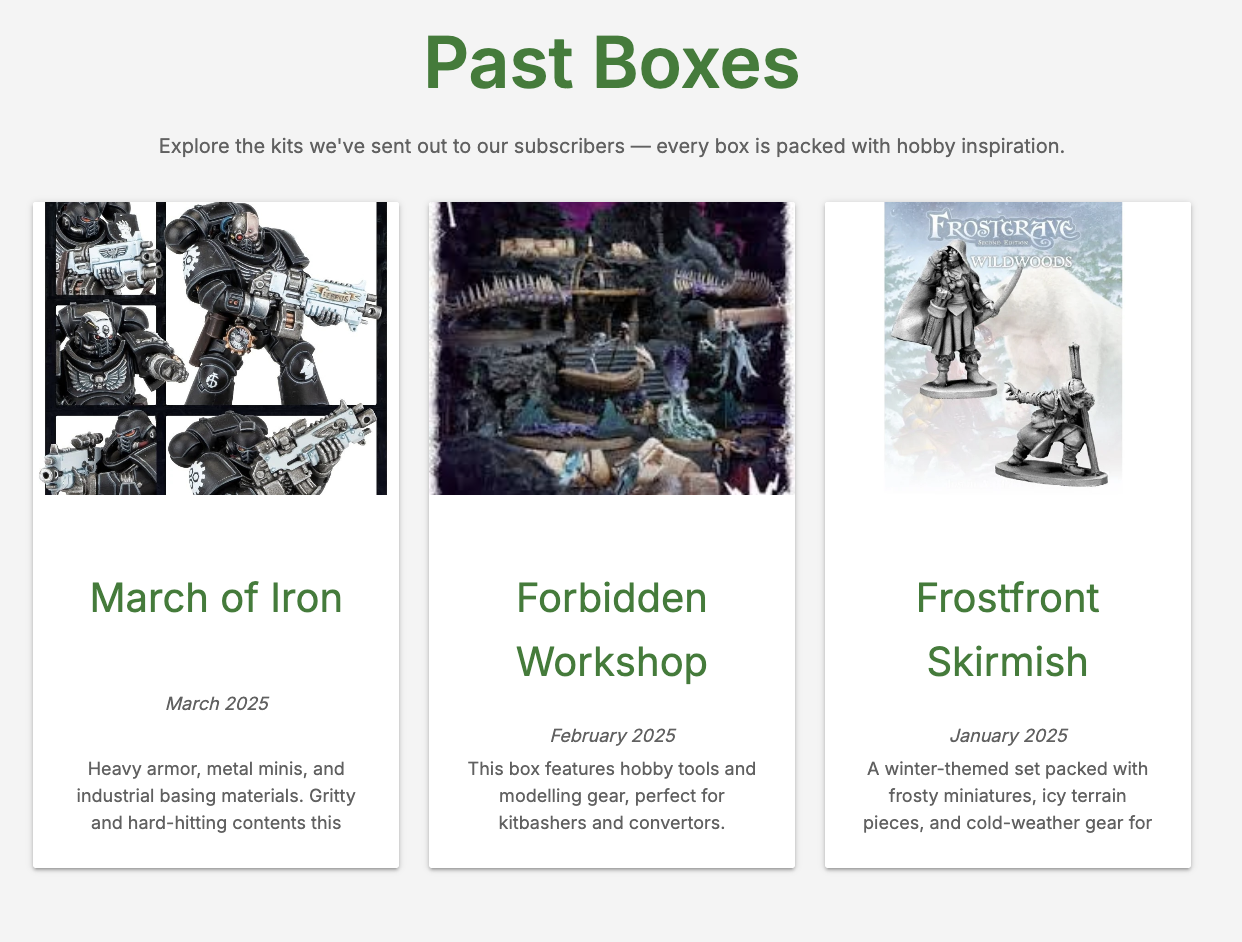 Past Boxes
Explore the kits we've sent out to our subscribers — every box is packed with hobby inspiration.
FROSTGRAVE
Second Edition
WILDWOODS
March of Iron
March 2025
Heavy armor, metal minis, and
industrial basing materials. Gritty
and hard-hitting contents this
Forbidden
Workshop
February 2025
This box features hobby tools and
modelling gear, perfect for
kitbashers and convertors.
Frostfront
Skirmish
January 2025
A winter-themed set packed with
frosty miniatures, icy terrain
pieces, and cold-weather gear for